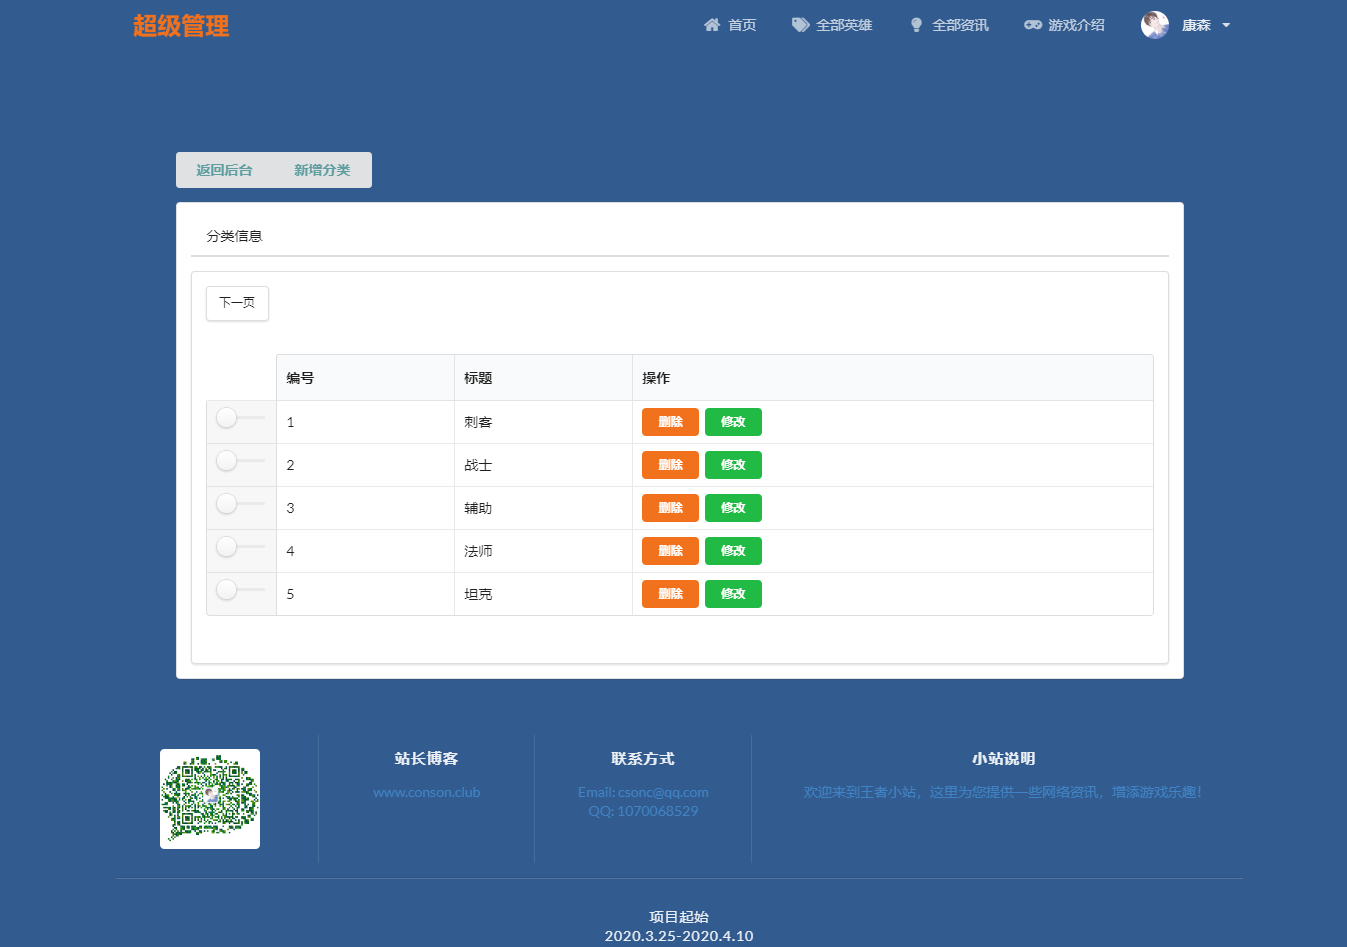 超级管理
首页
全部英雄
全部资讯
游戏介绍
康森
返回后台
新增分类
分类信息
下一页
编号 标题 操作
1 刺客 删除 修改
2 战士 删除 修改
3 辅助 删除 修改
4 法师 删除 修改
5 坦克 删除 修改
站长博客
www.conson.club
联系方式
Email: csonc@qq.com
QQ: 1070068529
小站说明
欢迎来到王者小站，这里为您提供一些网络资讯，增添游戏乐趣！
项目起始
2020.3.25-2020.4.10